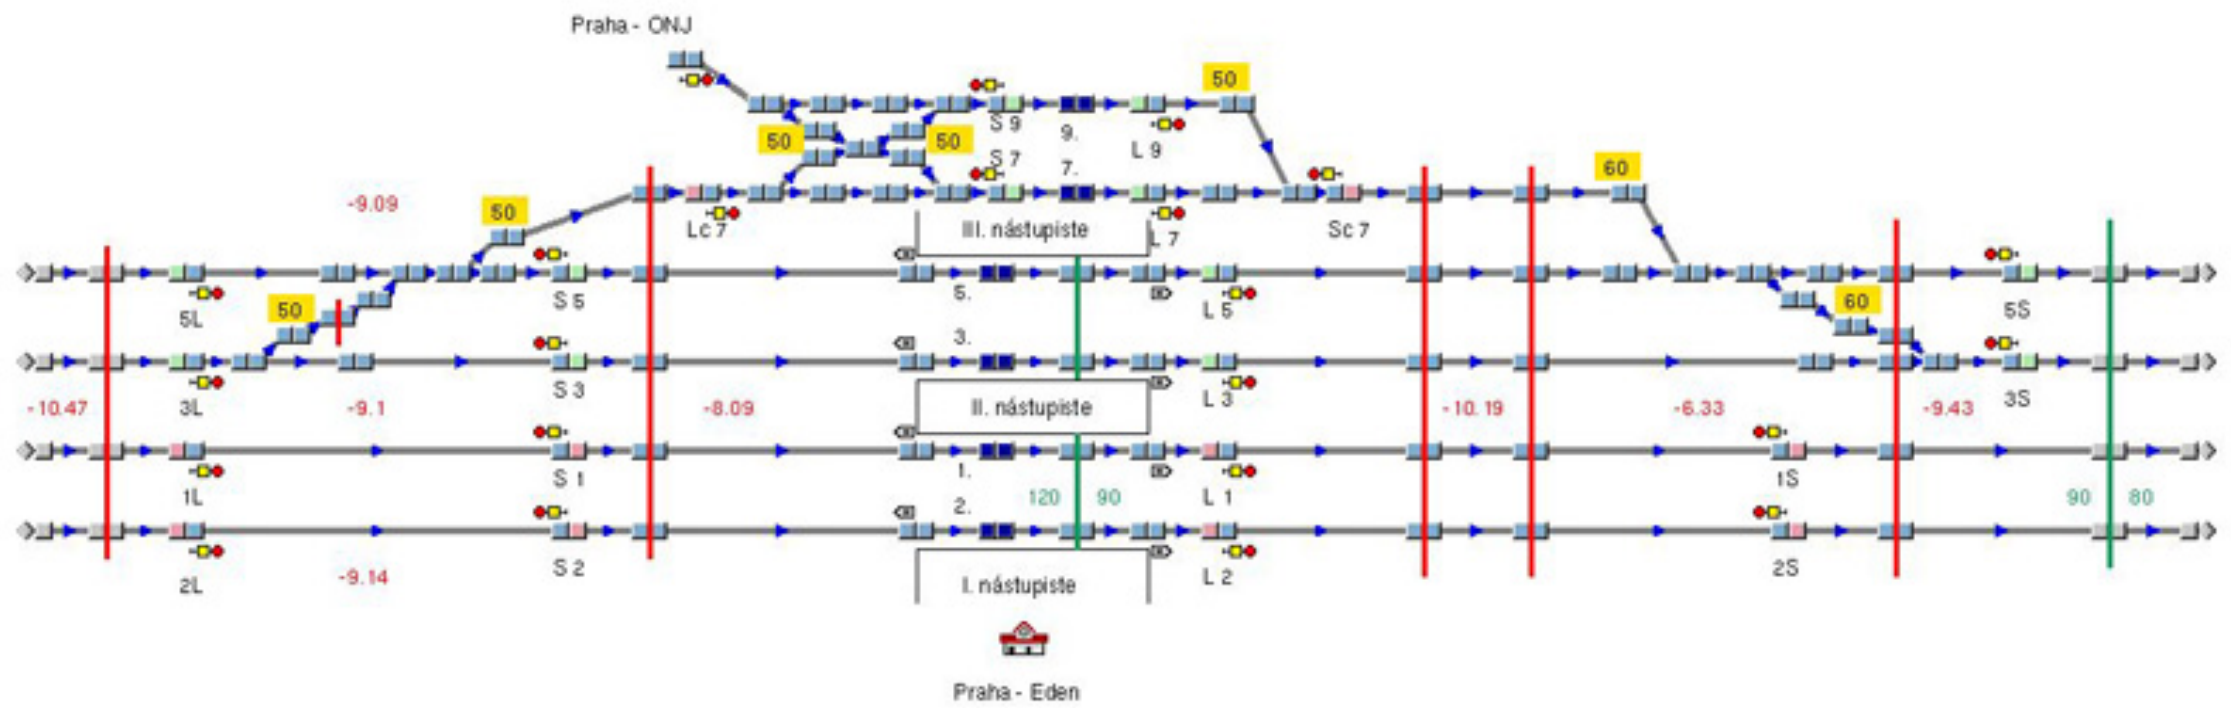 Praha - ONJ
50
50
50
S 9
9.
L 9
S 7
7.
60
-9.09
50
Lc 7
III. nástupiste
L 7
Sc 7
5L
50
S 5
5.
L 5
60
5S
3.
3L
S 3
L 3
3S
-10.47
-9.1
-8.09
II. nástupiste
-10.19
-6.33
-9.43
1L
S 1
1.
L 1
1S
120
90
90
80
2.
2L
-9.14
S 2
I. nástupiste
L 2
2S
Praha - Eden